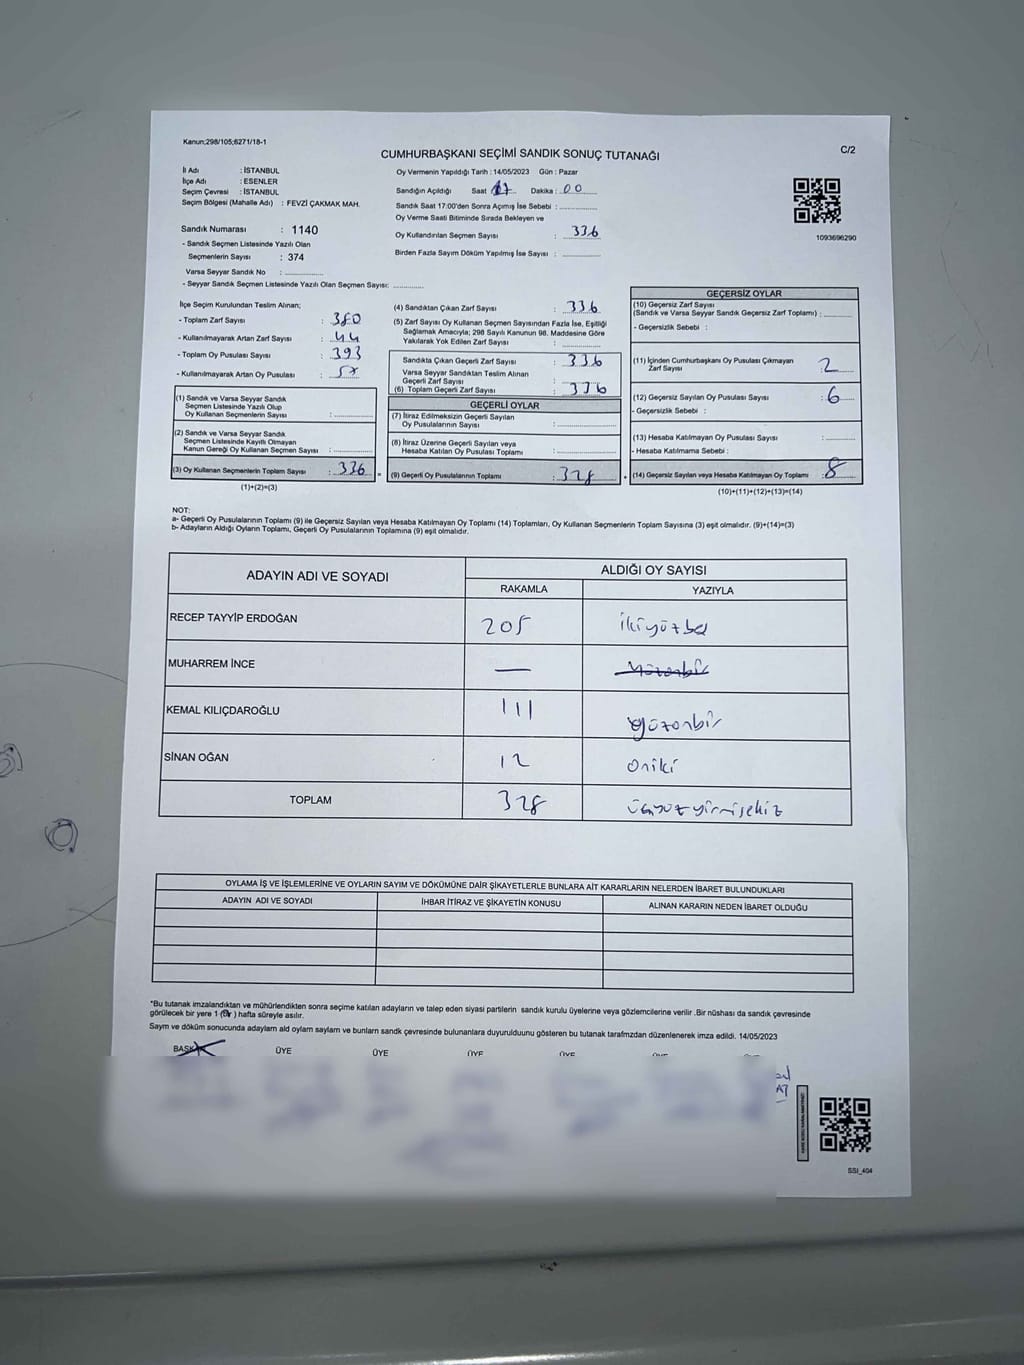 Kanun;298/105;6271/18-1
C/2
CUMHURBAŞKANI SEÇİMİ SANDIK SONUÇ TUTANAĞI
İl Adı : İSTANBUL
İlçe Adı : ESENLER
Seçim Çevresi : İSTANBUL
Seçim Bölgesi (Mahalle Adı) : FEVZİ ÇAKMAK MAH.
Sandık Numarası : 1140
- Sandık Seçmen Listesinde Yazılı Olan
Seçmenlerin Sayısı : 374
Varsa Seyyar Sandık No :
- Seyyar Sandık Seçmen Listesinde Yazılı Olan Seçmen Sayısı:
Oy Vermenin Yapıldığı Tarih : 14/05/2023 Gün : Pazar
Sandığın Açıldığı Saat 17 Dakika : 00
Sandık Saat 17:00'den Sonra Açımış İse Sebebi :
Oy Verme Saati Bitiminde Sırada Bekleyen ve
Oy Kullandırılan Seçmen Sayısı : 336
Birden Fazla Sayım Döküm Yapılmış İse Sayısı :
1093696290
İlçe Seçim Kurulundan Teslim Alınan;
- Toplam Zarf Sayısı : 380
- Kullanılmayarak Artan Zarf Sayısı : 44
- Toplam Oy Pusulası Sayısı : 393
- Kullanılmayarak Artan Oy Pusulası : 57
(1) Sandık ve Varsa Seyyar Sandık
Seçmen Listesinde Yazılı Olup
Oy Kullanan Seçmenlerin Sayısı :
(2) Sandık ve Varsa Seyyar Sandık
Seçmen Listesinde Kayıtlı Olmayan
Kanun Gereği Oy Kullanan Seçmen Sayısı :
(3) Oy Kullanan Seçmenlerin Toplam Sayısı : 336
(1)+(2)=(3)
(4) Sandıktan Çıkan Zarf Sayısı : 336
(5) Zarf Sayısı Oy Kullanan Seçmen Sayısından Fazla İse, Eşitliği
Sağlamak Amacıyla; 298 Sayılı Kanunun 98. Maddesine Göre
Yakılarak Yok Edilen Zarf Sayısı :
Sandıkta Çıkan Geçerli Zarf Sayısı : 336
Varsa Seyyar Sandıktan Teslim Alınan
Geçerli Zarf Sayısı :
(6) Toplam Geçerli Zarf Sayısı : 336
GEÇERLİ OYLAR
(7) İtiraz Edilmeksizin Geçerli Sayılan
Oy Pusulalarının Sayısı :
(8) İtiraz Üzerine Geçerli Sayılan veya
Hesaba Katılan Oy Pusulası Toplamı :
(9) Geçerli Oy Pusulalarının Toplamı : 328
GEÇERSİZ OYLAR
(10) Geçersiz Zarf Sayısı
(Sandık ve Varsa Seyyar Sandık Geçersiz Zarf Toplamı) :
- Geçersizlik Sebebi :
(11) İçinden Cumhurbaşkanı Oy Pusulası Çıkmayan
Zarf Sayısı : 2
(12) Geçersiz Sayılan Oy Pusulası Sayısı : 6
- Geçersizlik Sebebi :
(13) Hesaba Katılmayan Oy Pusulası Sayısı :
- Hesaba Katılmama Sebebi :
(14) Geçersiz Sayılan veya Hesaba Katılmayan Oy Toplamı : 8
(10)+(11)+(12)+(13)=(14)
NOT:
a- Geçerli Oy Pusulalarının Toplamı (9) ile Geçersiz Sayılan veya Hesaba Katılmayan Oy Toplamı (14) Toplamları, Oy Kullanan Seçmenlerin Toplam Sayısına (3) eşit olmalıdır. (9)+(14)=(3)
b- Adayların Aldığı Oyların Toplamı, Geçerli Oy Pusulalarının Toplamına (9) eşit olmalıdır.
ADAYIN ADI VE SOYADI
ALDIĞI OY SAYISI
RAKAMLA YAZIYLA
RECEP TAYYİP ERDOĞAN 205 ikiyüzbeş
MUHARREM İNCE — yüzonbir
KEMAL KILIÇDAROĞLU 111 yüzonbir
SİNAN OĞAN 12 oniki
TOPLAM 328 üçyüzyirmisekiz
OYLAMA İŞ VE İŞLEMLERİNE VE OYLARIN SAYIM VE DÖKÜMÜNE DAİR ŞİKAYETLERLE BUNLARA AİT KARARLARIN NELERDEN İBARET BULUNDUKLARI
ADAYIN ADI VE SOYADI
İHBAR İTİRAZ VE ŞİKAYETİN KONUSU
ALINAN KARARIN NEDEN İBARET OLDUĞU
*Bu tutanak imzalandıktan ve mühürlendikten sonra seçime katılan adayların ve talep eden siyasi partilerin sandık kurulu üyelerine veya gözlemcilerine verilir .Bir nüshası da sandık çevresinde
görülecek bir yere 1 (Bir) hafta süreyle asılır.
Sayım ve döküm sonucunda adayların aldı oyların sayların ve bunların sandk çevresinde bulunanlara duyurulduunu gösteren bu tutanak tarafmzdan düzenlenerek imza edildi. 14/05/2023
BAŞKAN ÜYE ÜYE ÜYE ÜYE
SSI_404